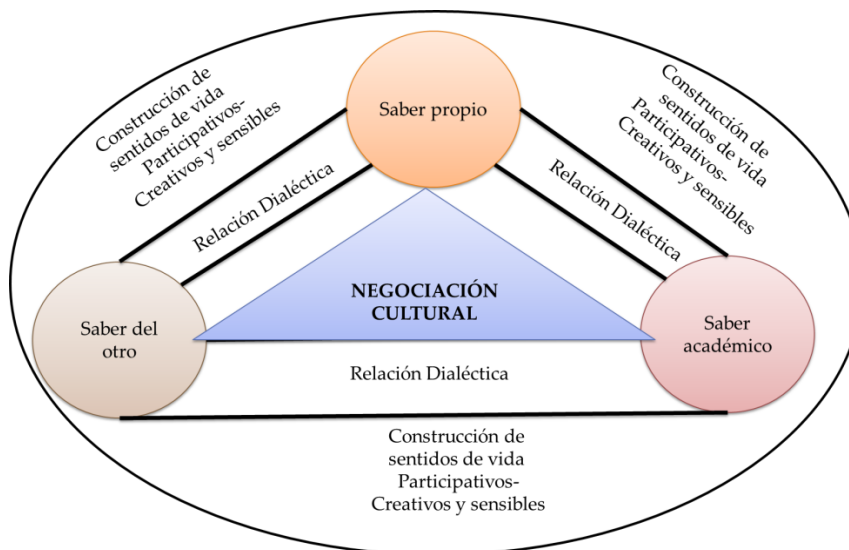 Saber propio
Construcción de
sentidos de vida
Participativos-
Creativos y sensibles
Relación Dialéctica
Construcción de
sentidos de vida
Participativos-
Creativos y sensibles
Relación Dialéctica
NEGOCIACIÓN
CULTURAL
Saber del
otro
Saber
académico
Relación Dialéctica
Construcción de
sentidos de vida
Participativos-
Creativos y sensibles